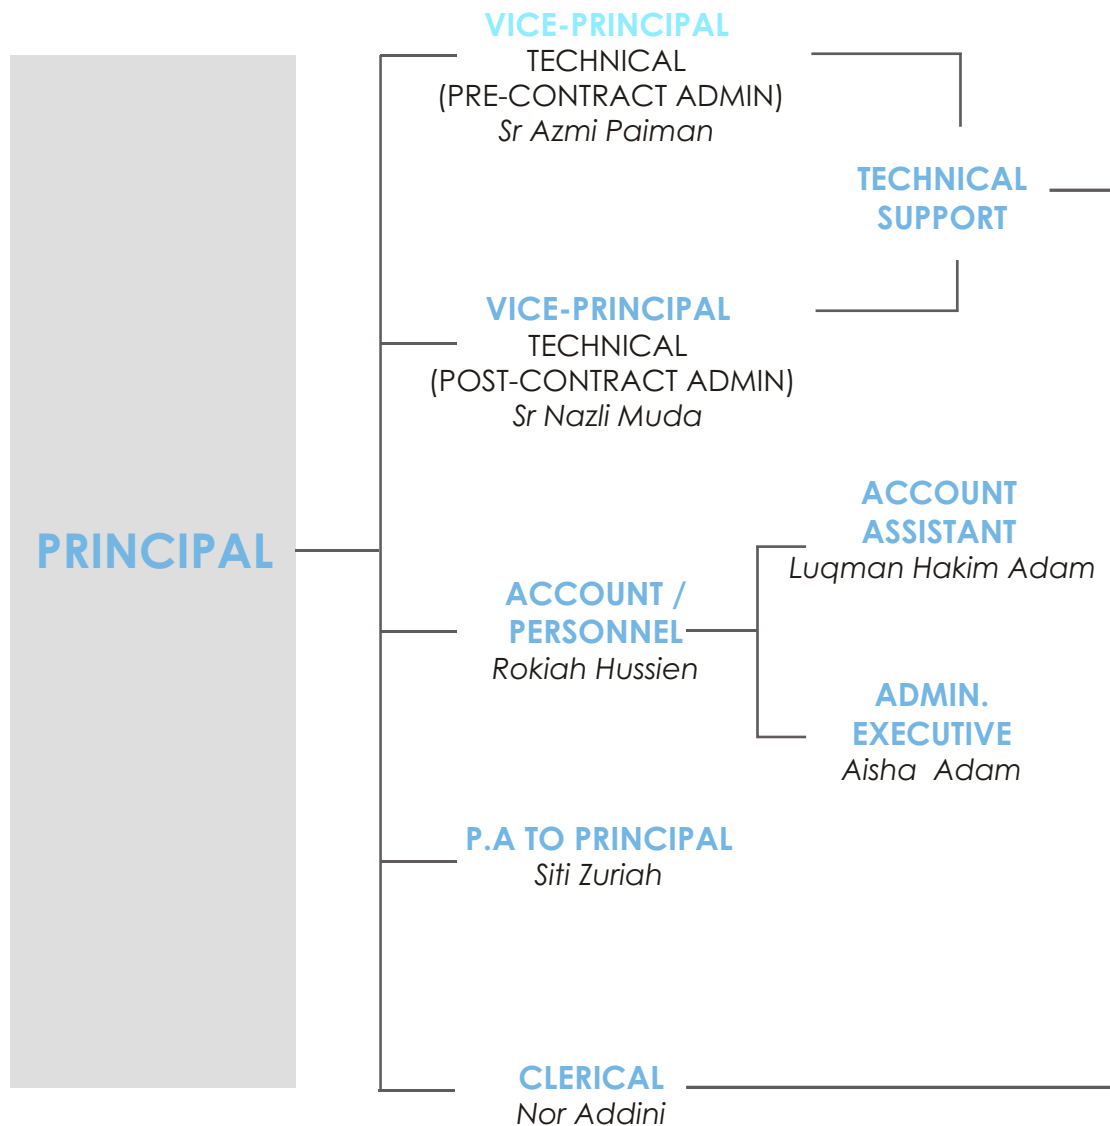 VICE-PRINCIPAL
TECHNICAL
(PRE-CONTRACT ADMIN)
Sr Azmi Paiman
TECHNICAL
SUPPORT
VICE-PRINCIPAL
TECHNICAL
(POST-CONTRACT ADMIN)
Sr Nazli Muda
PRINCIPAL
ACCOUNT
ASSISTANT
Luqman Hakim Adam
ACCOUNT /
PERSONNEL
Rokiah Hussien
ADMIN.
EXECUTIVE
Aisha  Adam
P.A TO PRINCIPAL
Siti Zuriah
CLERICAL
Nor Addini